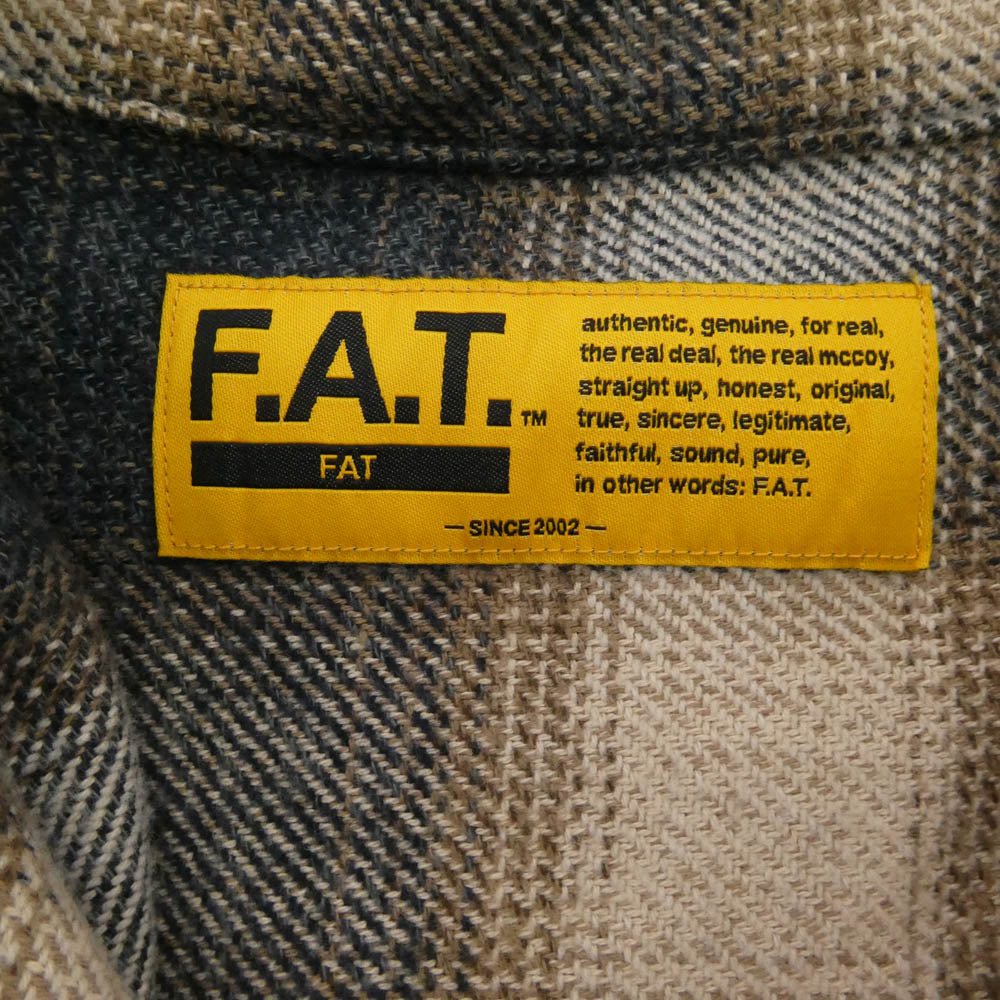 F.A.T.™
FAT
authentic, genuine, for real,
the real deal, the real mccoy,
straight up, honest, original,
true, sincere, legitimate,
faithful, sound, pure,
in other words: F.A.T.
— SINCE 2002 —